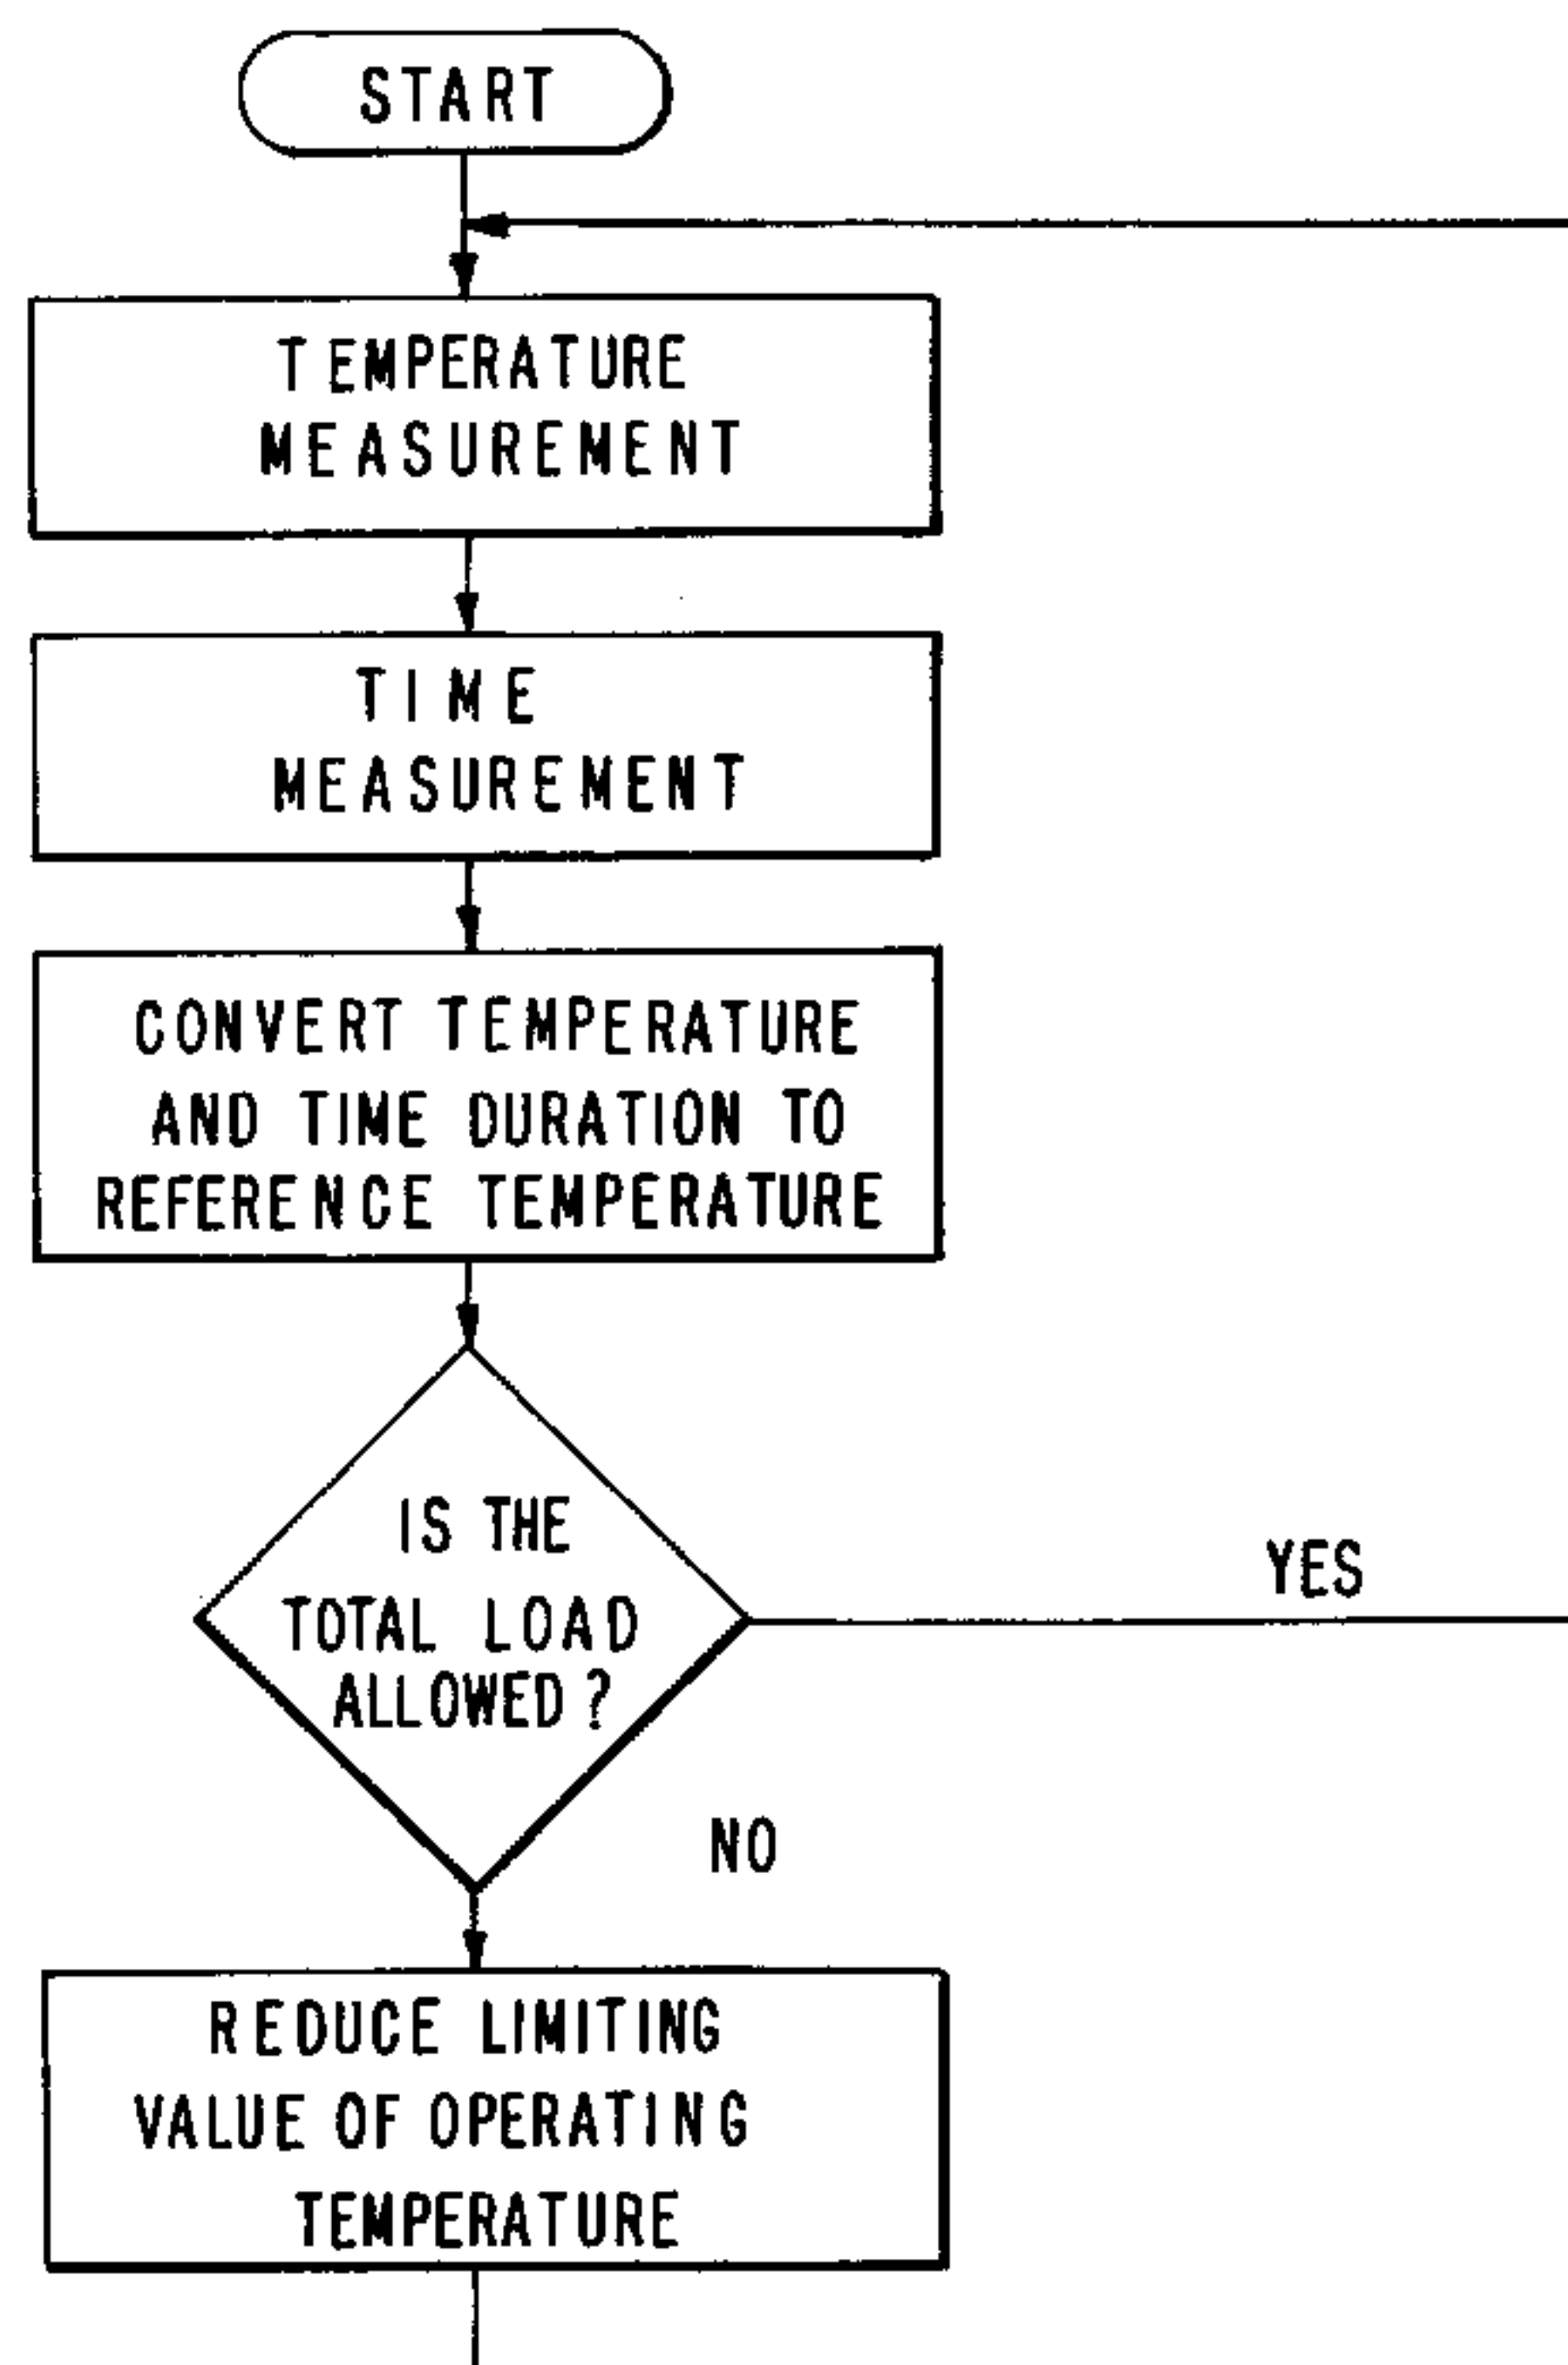 START
TEMPERATURE
MEASUREMENT
TIME
MEASUREMENT
CONVERT TEMPERATURE
AND TIME DURATION TO
REFERENCE TEMPERATURE
IS THE
TOTAL LOAD
ALLOWED?
YES
NO
REDUCE LIMITING
VALUE OF OPERATING
TEMPERATURE